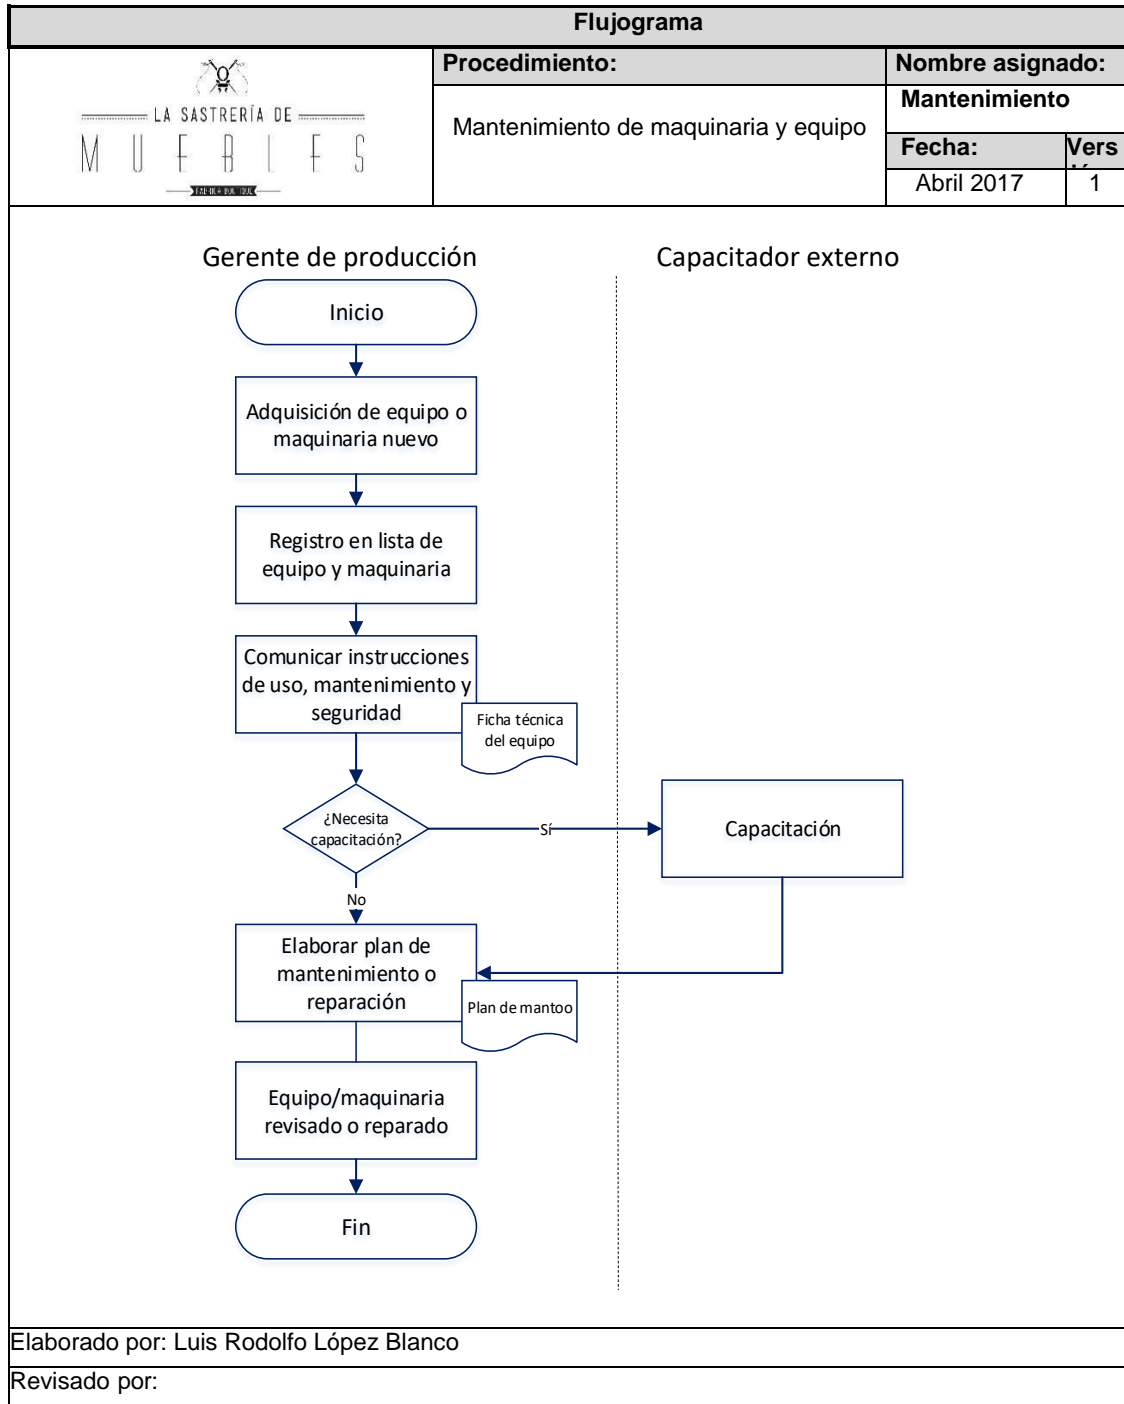 Flujograma
LA SASTRERÍA DE
MUEBLES
FABRICA BOUTIQUE
Procedimiento:
Mantenimiento de maquinaria y equipo
Nombre asignado:
Mantenimiento
Fecha:
Vers
Abril 2017
1
Gerente de producción
Capacitador externo
Inicio
Adquisición de equipo o
maquinaria nuevo
Registro en lista de
equipo y maquinaria
Comunicar instrucciones
de uso, mantenimiento y
seguridad
Ficha técnica
del equipo
¿Necesita
capacitación?
Sí
Capacitación
No
Elaborar plan de
mantenimiento o
reparación
Plan de mantoo
Equipo/maquinaria
revisado o reparado
Fin
Elaborado por: Luis Rodolfo López Blanco
Revisado por: